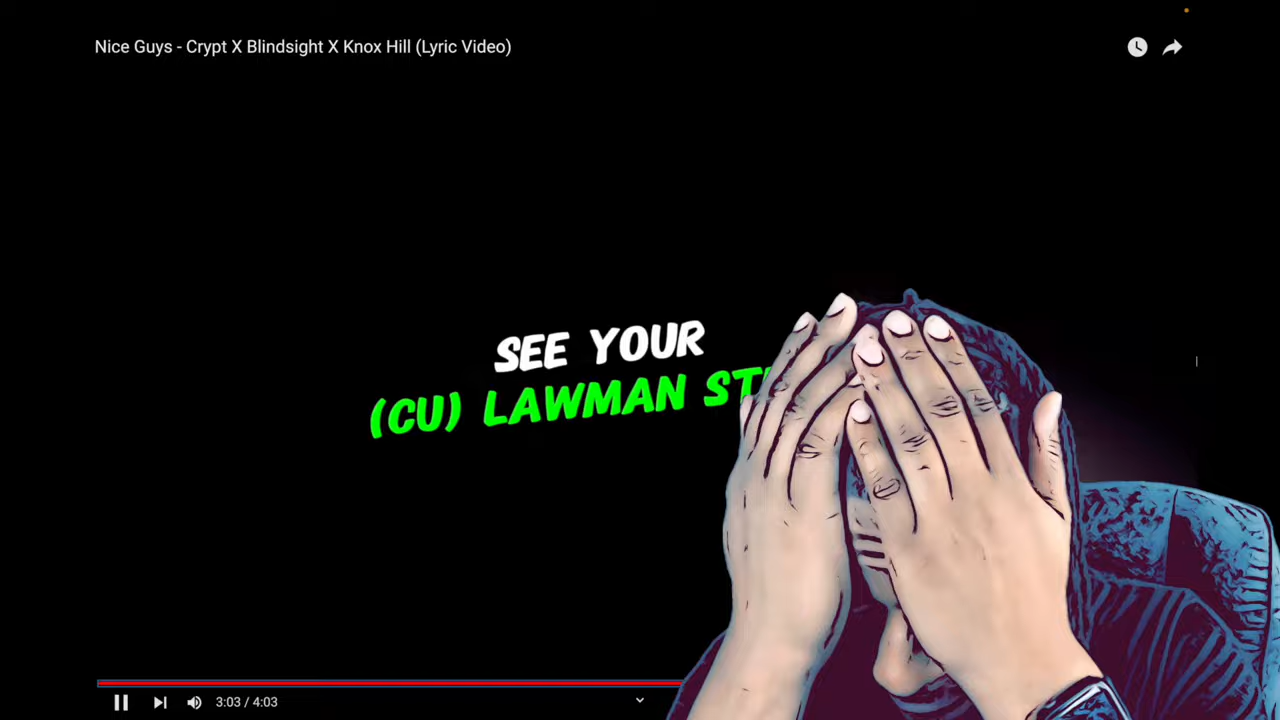 Nice Guys - Crypt X Blindsight X Knox Hill (Lyric Video)
SEE YOUR
(CU) LAWMAN
3:03 / 4:03